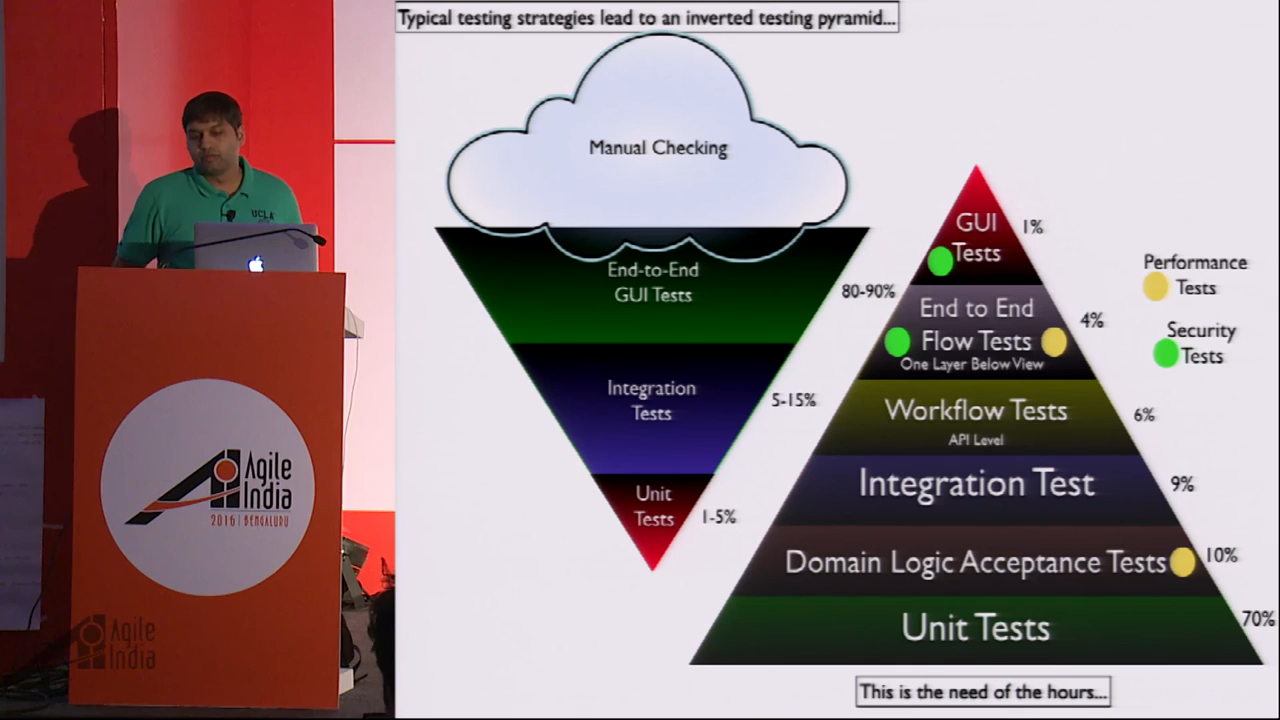 Typical testing strategies lead to an inverted testing pyramid...
Manual Checking
End-to-End
GUI Tests
80-90%
Integration
Tests
5-15%
Unit
Tests
1-5%
GUI
Tests
1%
End to End
Flow Tests
One Layer Below View
4%
Workflow Tests
API Level
6%
Integration Test
9%
Domain Logic Acceptance Tests
10%
Unit Tests
70%
Performance
Tests
Security
Tests
This is the need of the hours...
UCLA
Agile
India
2016 | BENGALURU
Agile
India